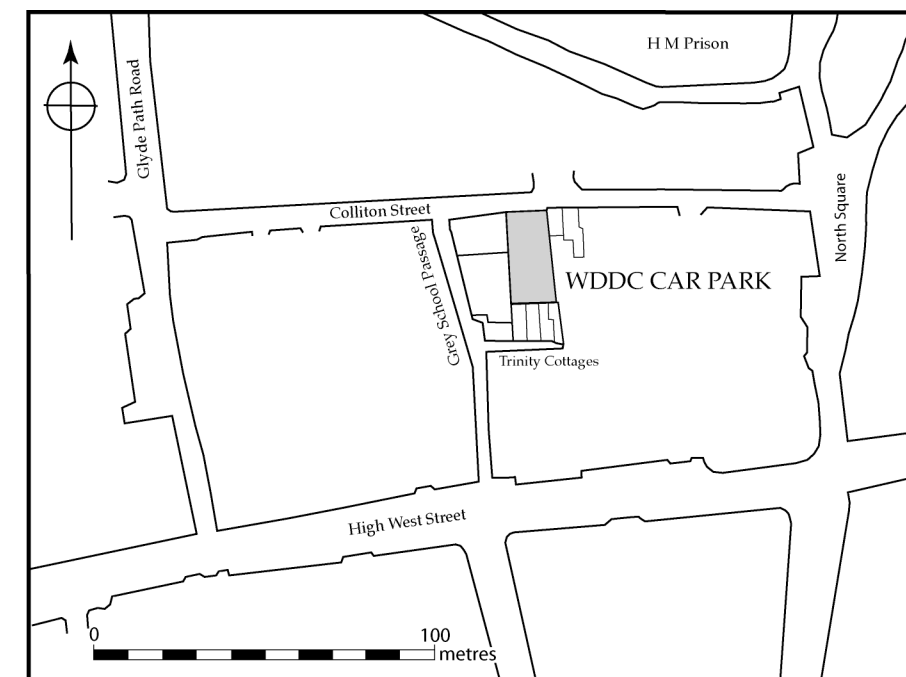 H M Prison
Glyde Path Road
Colliton Street
North Square
Grey School Passage
WDDC CAR PARK
Trinity Cottages
High West Street
0
100
metres